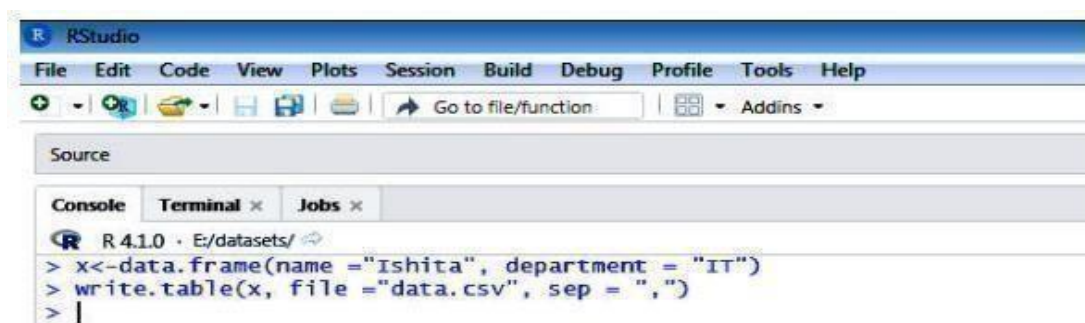 RStudio
File Edit Code View Plots Session Build Debug Profile Tools Help
Go to file/function Addins
Source
Console Terminal Jobs
R 4.1.0 · E:/datasets/
> x<-data.frame(name ="Ishita", department = "IT")
> write.table(x, file ="data.csv", sep = ",")
>